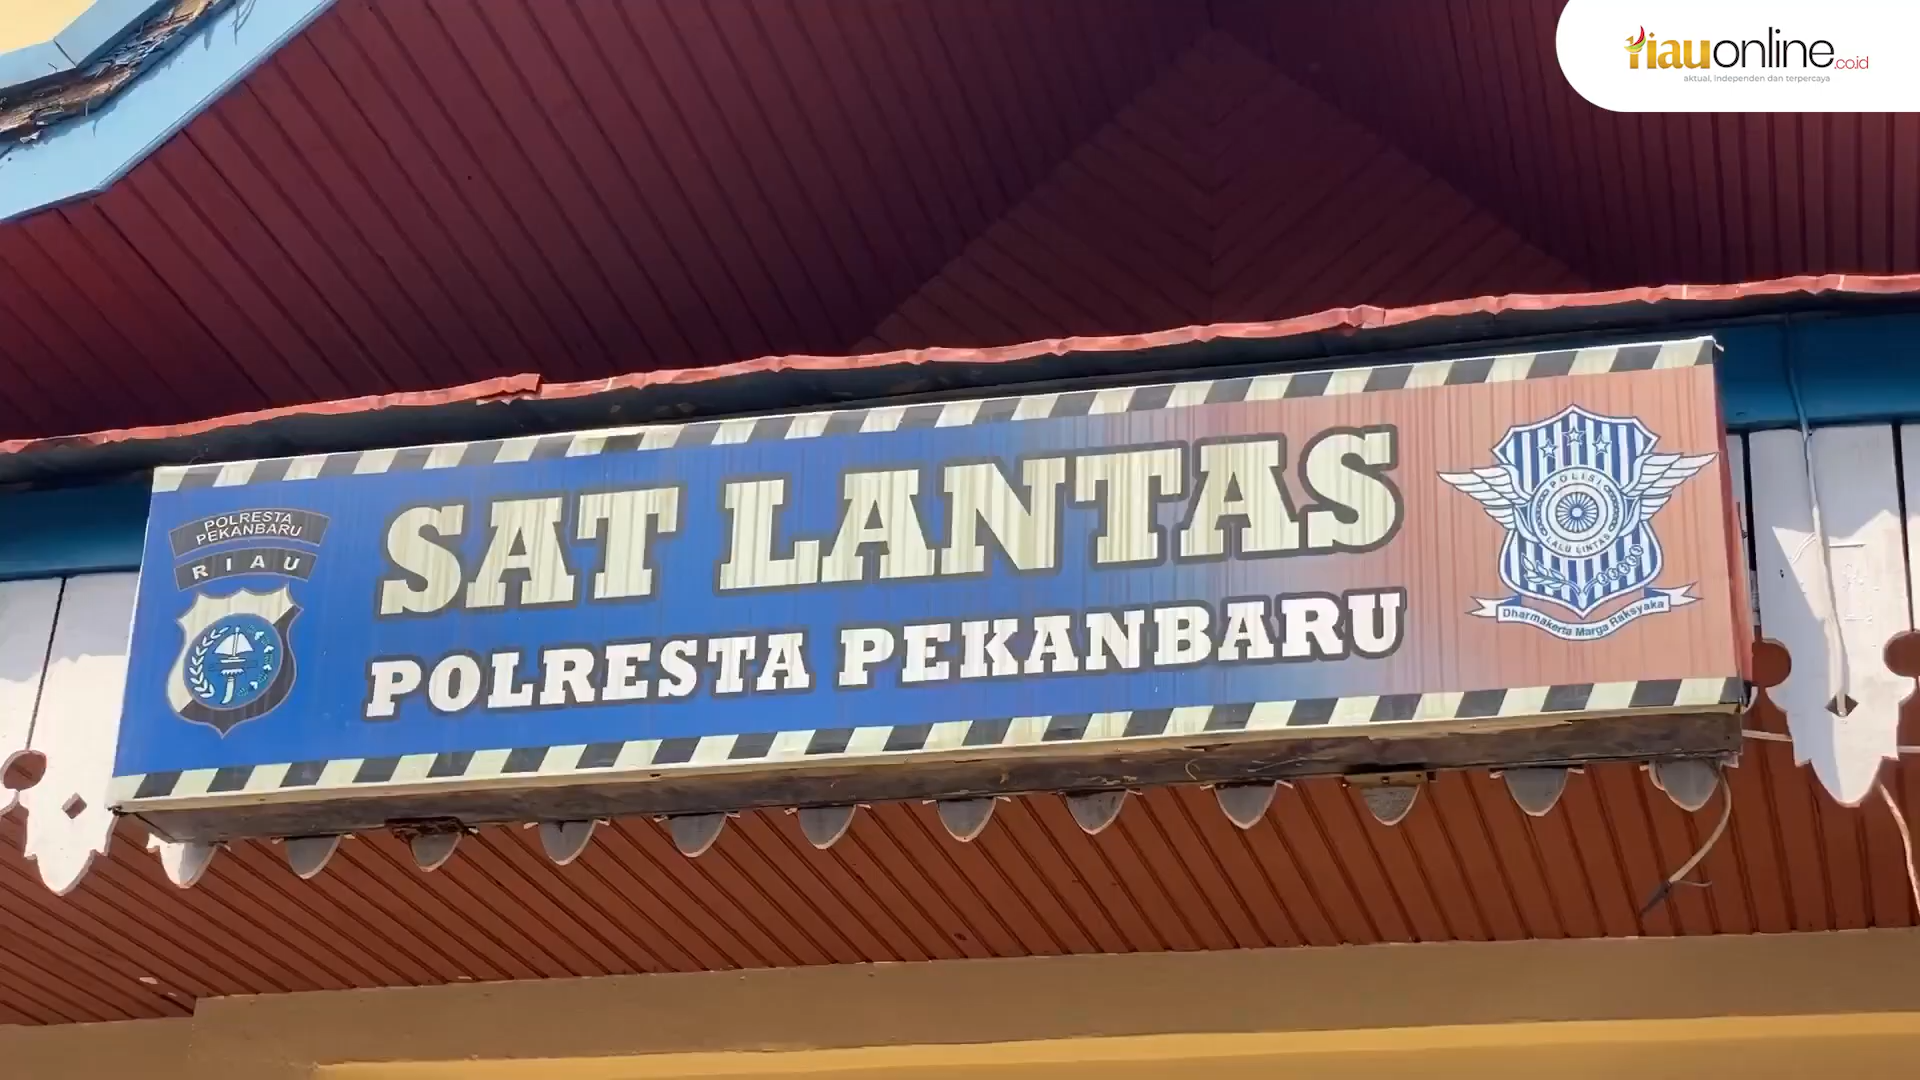 riauonline.co.id
aktual, independen dan terpercaya
POLRESTA
PEKANBARU
RIAU
SAT LANTAS
POLRESTA PEKANBARU
POLISI
LALU LINTAS
Dharmakerta Marga Raksyaka